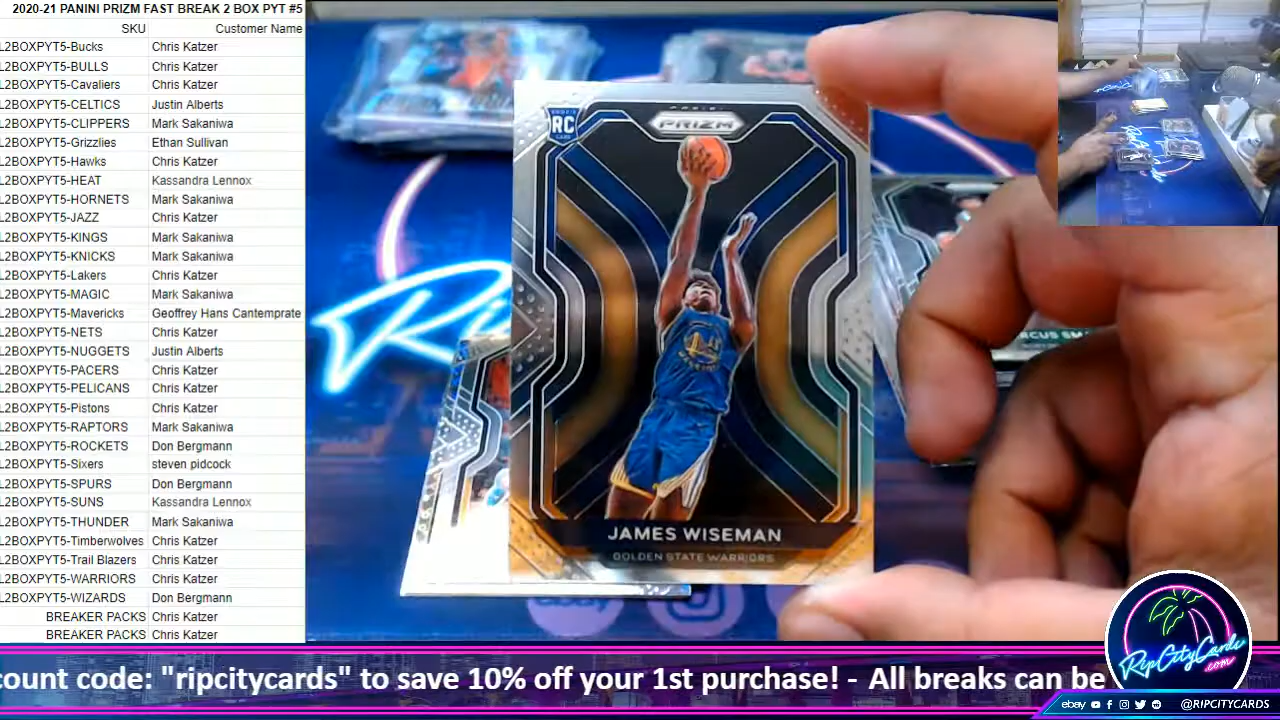 2020-21 PANINI PRIZM FAST BREAK 2 BOX PYT #5
SKU Customer Name
L2BOXPYT5-Bucks Chris Katzer
L2BOXPYT5-BULLS Chris Katzer
L2BOXPYT5-Cavaliers Chris Katzer
L2BOXPYT5-CELTICS Justin Alberts
L2BOXPYT5-CLIPPERS Mark Sakaniwa
L2BOXPYT5-Grizzlies Ethan Sullivan
L2BOXPYT5-Hawks Chris Katzer
L2BOXPYT5-HEAT Kassandra Lennox
L2BOXPYT5-HORNETS Mark Sakaniwa
L2BOXPYT5-JAZZ Chris Katzer
L2BOXPYT5-KINGS Mark Sakaniwa
L2BOXPYT5-KNICKS Mark Sakaniwa
L2BOXPYT5-Lakers Chris Katzer
L2BOXPYT5-MAGIC Mark Sakaniwa
L2BOXPYT5-Mavericks Geoffrey Hans Cantemprate
L2BOXPYT5-NETS Chris Katzer
L2BOXPYT5-NUGGETS Justin Alberts
L2BOXPYT5-PACERS Chris Katzer
L2BOXPYT5-PELICANS Chris Katzer
L2BOXPYT5-Pistons Chris Katzer
L2BOXPYT5-RAPTORS Mark Sakaniwa
L2BOXPYT5-ROCKETS Don Bergmann
L2BOXPYT5-Sixers steven pidcock
L2BOXPYT5-SPURS Don Bergmann
L2BOXPYT5-SUNS Kassandra Lennox
L2BOXPYT5-THUNDER Mark Sakaniwa
L2BOXPYT5-Timberwolves Chris Katzer
L2BOXPYT5-Trail Blazers Chris Katzer
L2BOXPYT5-WARRIORS Chris Katzer
L2BOXPYT5-WIZARDS Don Bergmann
BREAKER PACKS Chris Katzer
BREAKER PACKS Chris Katzer
RC
PANINI
PRIZM
JAMES WISEMAN
GOLDEN STATE WARRIORS
RCUS SMA
Ri
ebay
count code: "ripcitycards" to save 10% off your 1st purchase! - All breaks can be
RipCityCards
.com
ebay @RIPCITYCARDS